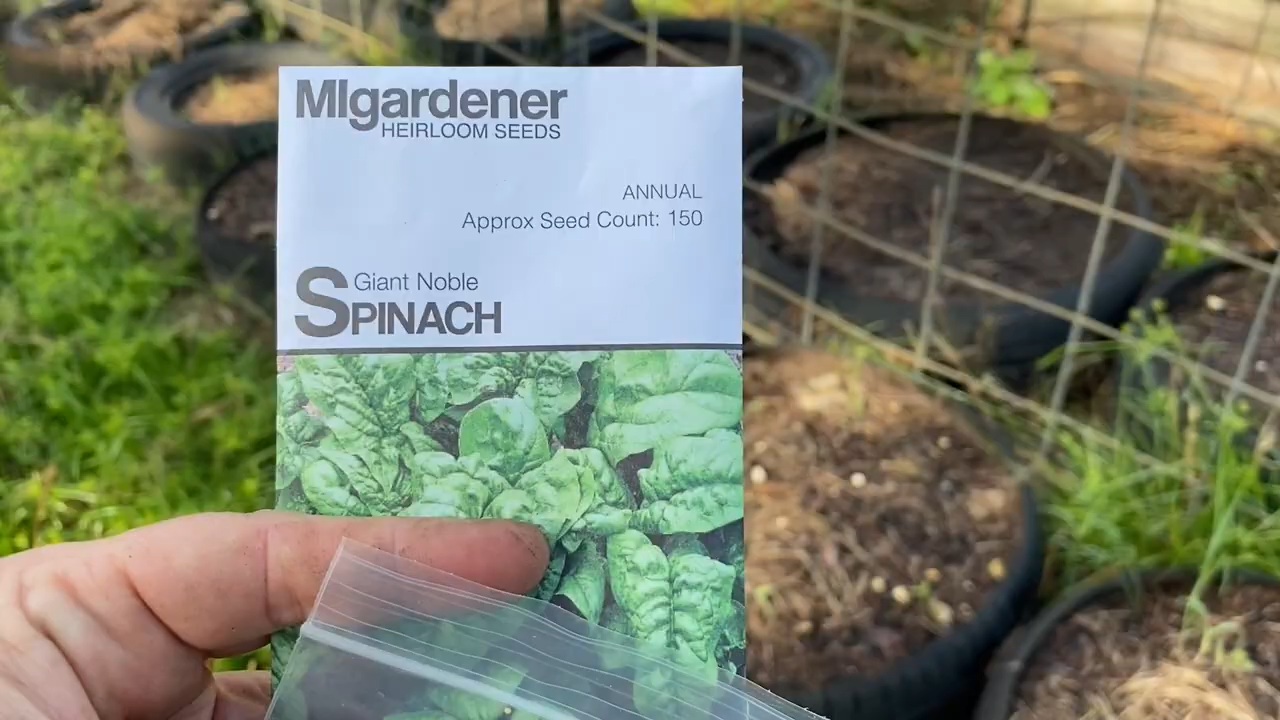 MIgardener
HEIRLOOM SEEDS
ANNUAL
Approx Seed Count: 150
Giant Noble
SPINACH